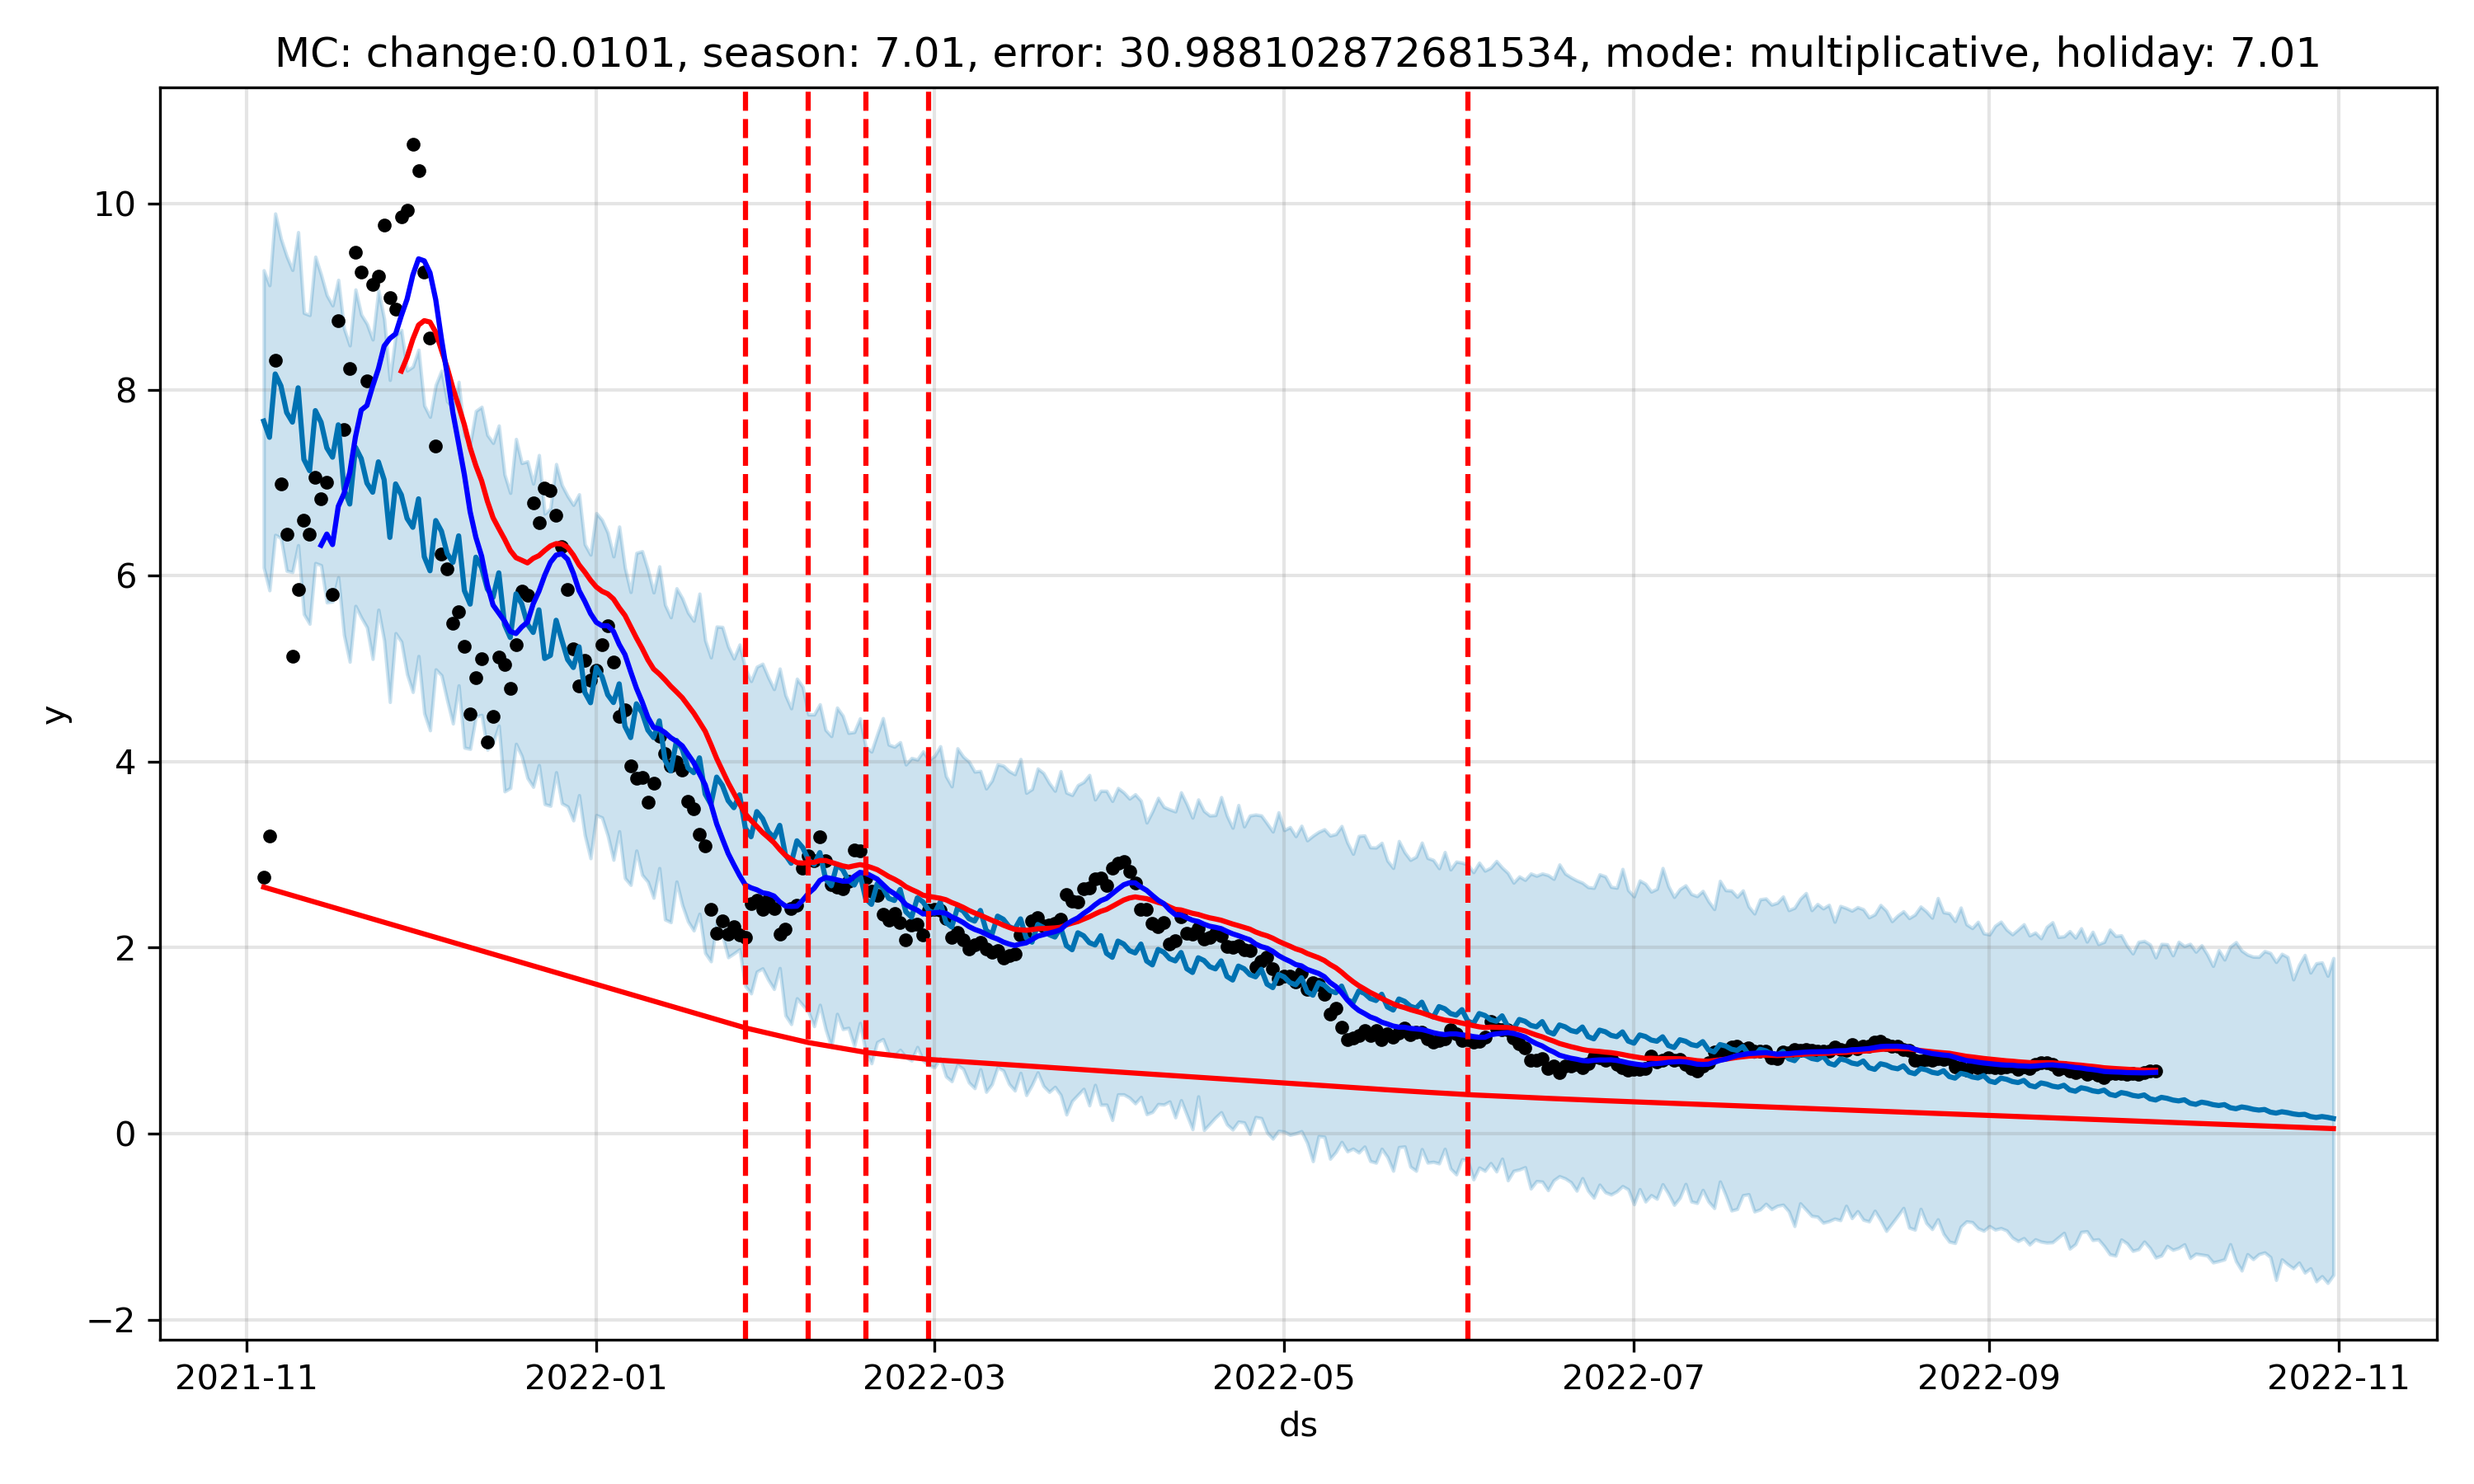 MC: change:0.0101, season: 7.01, error: 30.988102872681534, mode: multiplicative, holiday: 7.01
10
8
6
4
2
0
−2
y
2021-11 2022-01 2022-03 2022-05 2022-07 2022-09 2022-11
ds